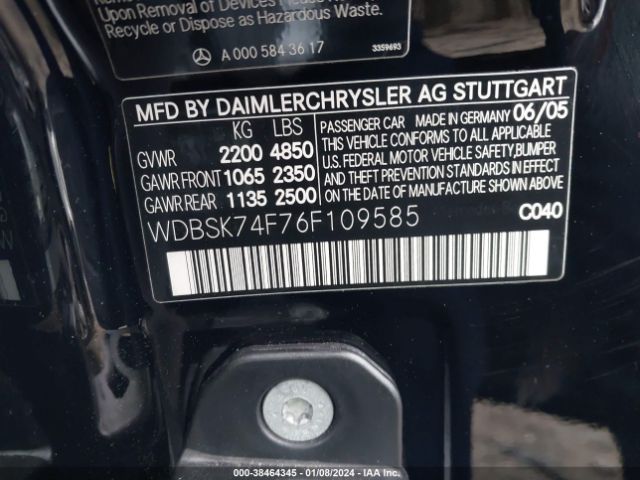 Upon Removal of Devices Please
Recycle or Dispose as Hazardous Waste.
A 000 584 36 17
3359693
MFD BY DAIMLERCHRYSLER AG STUTTGART
KG LBS
GVWR 2200 4850
GAWR FRONT 1065 2350
GAWR REAR 1135 2500
PASSENGER CAR MADE IN GERMANY 06/05
THIS VEHICLE CONFORMS TO ALL APPLICABLE
U.S. FEDERAL MOTOR VEHICLE SAFETY,BUMPER
AND THEFT PREVENTION STANDARDS IN EFFECT
ON THE DATE OF MANUFACTURE SHOWN ABOVE.
WDBSK74F76F109585
C040
000-38464345 - 01/08/2024 - IAA Inc.